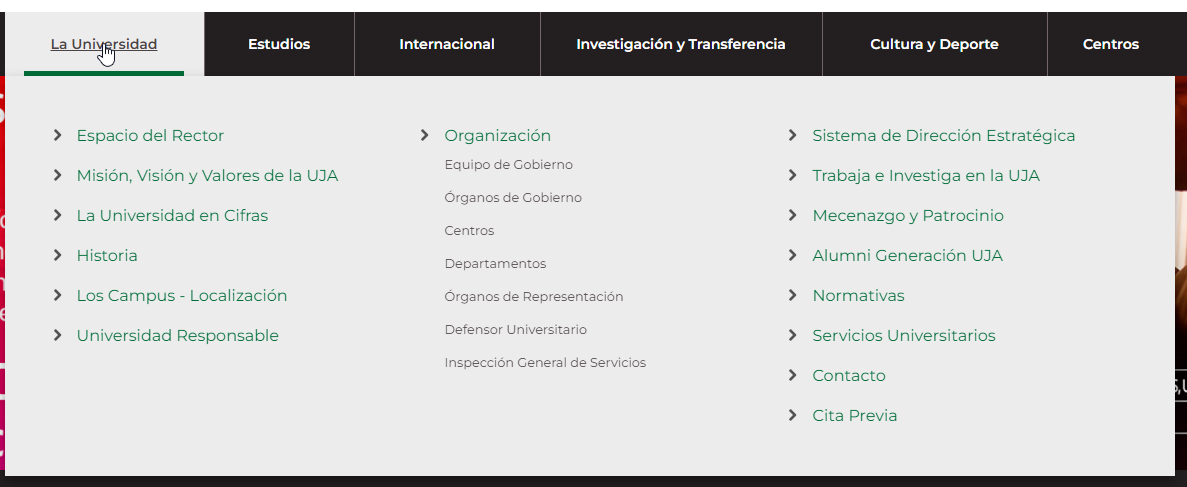 La Universidad
Estudios
Internacional
Investigación y Transferencia
Cultura y Deporte
Centros
Espacio del Rector
Misión, Visión y Valores de la UJA
La Universidad en Cifras
Historia
Los Campus - Localización
Universidad Responsable
Organización
Equipo de Gobierno
Órganos de Gobierno
Centros
Departamentos
Órganos de Representación
Defensor Universitario
Inspección General de Servicios
Sistema de Dirección Estratégica
Trabaja e Investiga en la UJA
Mecenazgo y Patrocinio
Alumni Generación UJA
Normativas
Servicios Universitarios
Contacto
Cita Previa